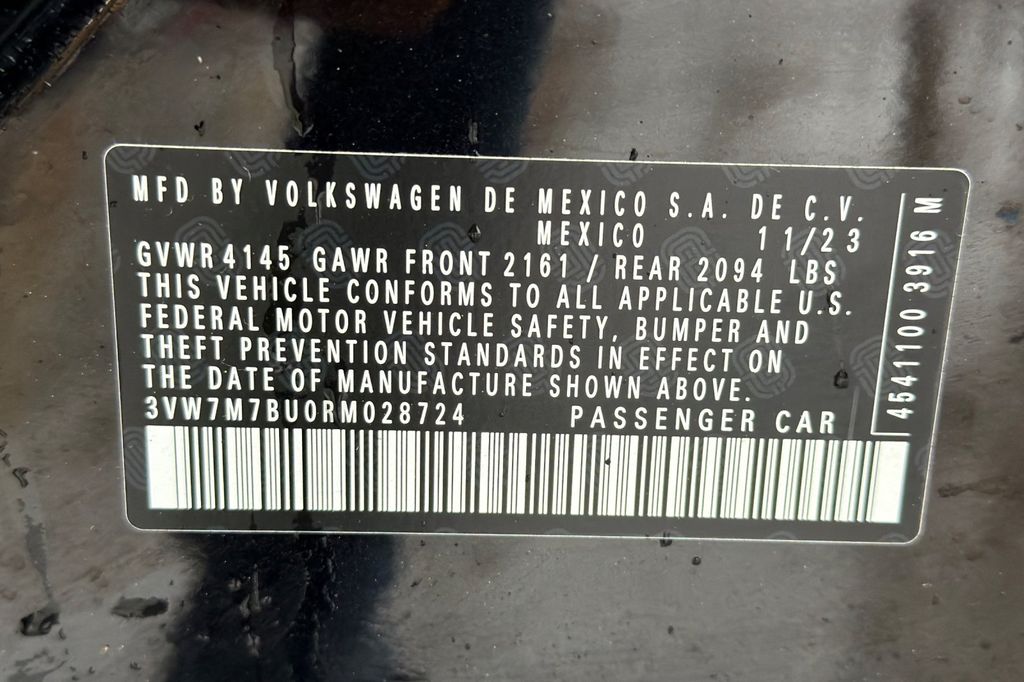 MFD BY VOLKSWAGEN DE MEXICO S.A. DE C.V.
MEXICO 11/23
GVWR 4145 GAWR FRONT 2161 / REAR 2094 LBS
THIS VEHICLE CONFORMS TO ALL APPLICABLE U.S.
FEDERAL MOTOR VEHICLE SAFETY, BUMPER AND
THEFT PREVENTION STANDARDS IN EFFECT ON
THE DATE OF MANUFACTURE SHOWN ABOVE.
3VW7M7BU0RM028724 PASSENGER CAR
4541100 3916 M